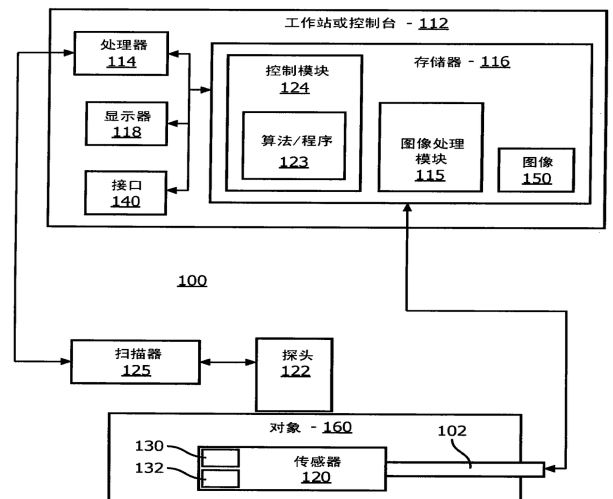 工作站或控制台 - 112
处理器
114
存储器 - 116
控制模块
124
显示器
118
算法/程序
123
图像处理
模块
115
图像
150
接口
140
100
扫描器
125
探头
122
对象 - 160
102
130
132
传感器
120